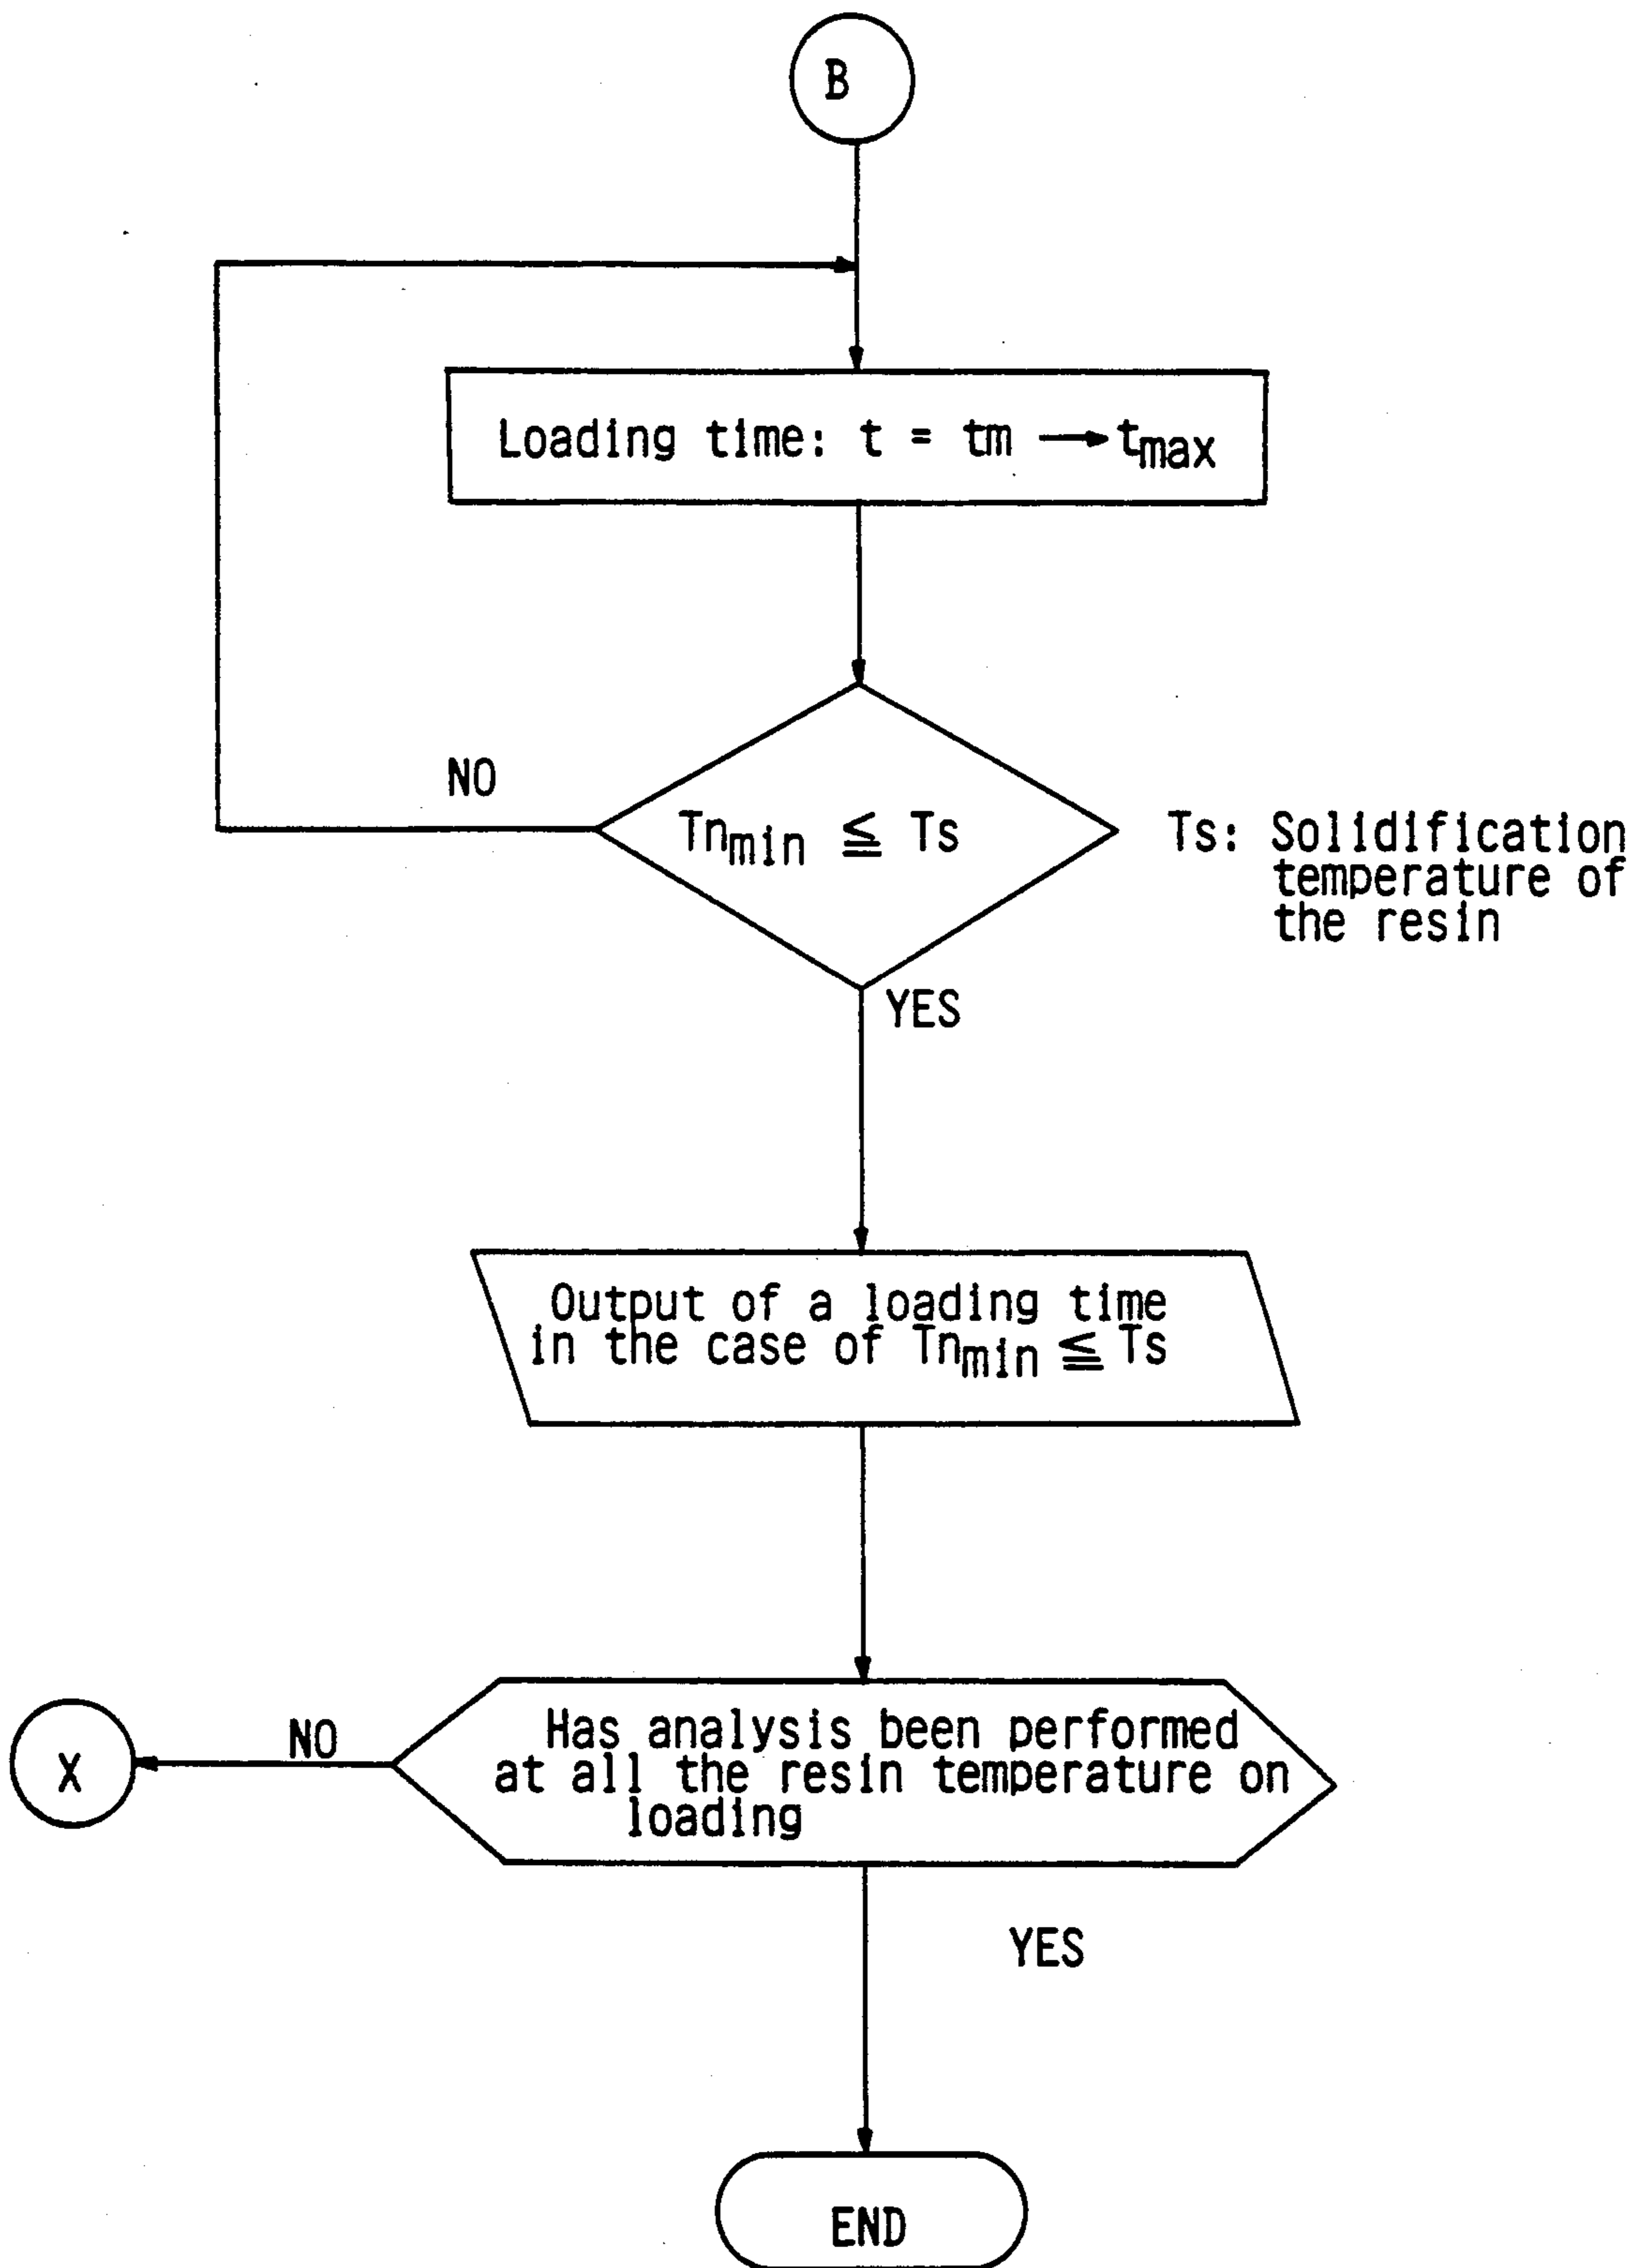 B
Loading time: t = tm → tmax
NO
Tnmin ≦ Ts
Ts: Solidification
temperature of
the resin
YES
Output of a loading time
in the case of Tnmin ≦ Ts
NO
X
Has analysis been performed
at all the resin temperature on
loading
YES
END